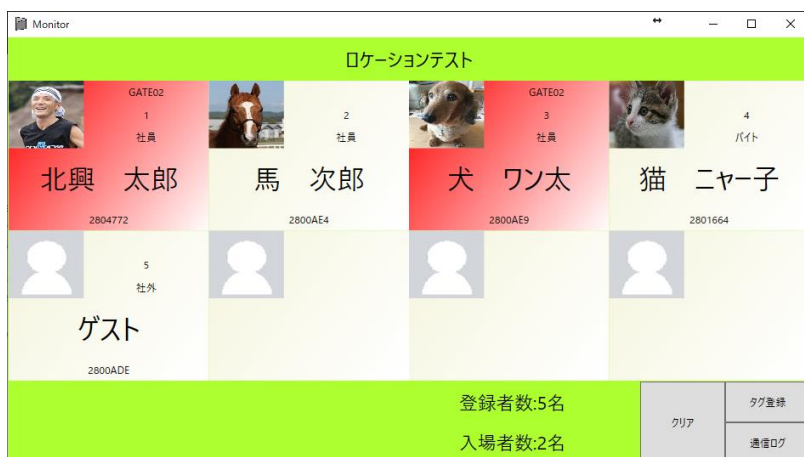 Monitor
ロケーションテスト
GATE02
1
社員
北興 太郎
2804772
2
社員
馬 次郎
2800AE4
GATE02
3
社員
犬 ワン太
2800AE9
4
バイト
猫 ニャー子
2801664
5
社外
ゲスト
2800ADE
登録者数:5名
入場者数:2名
クリア
タグ登録
通信ログ